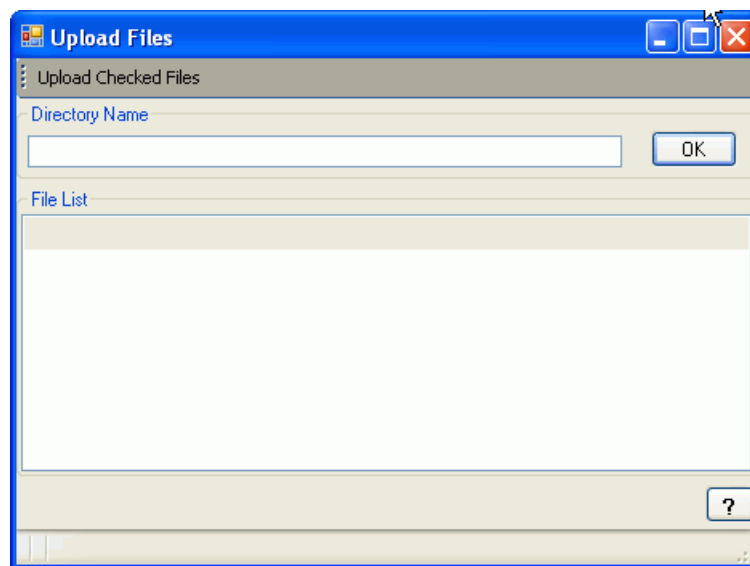 Upload Files
Upload Checked Files
Directory Name
OK
File List
?